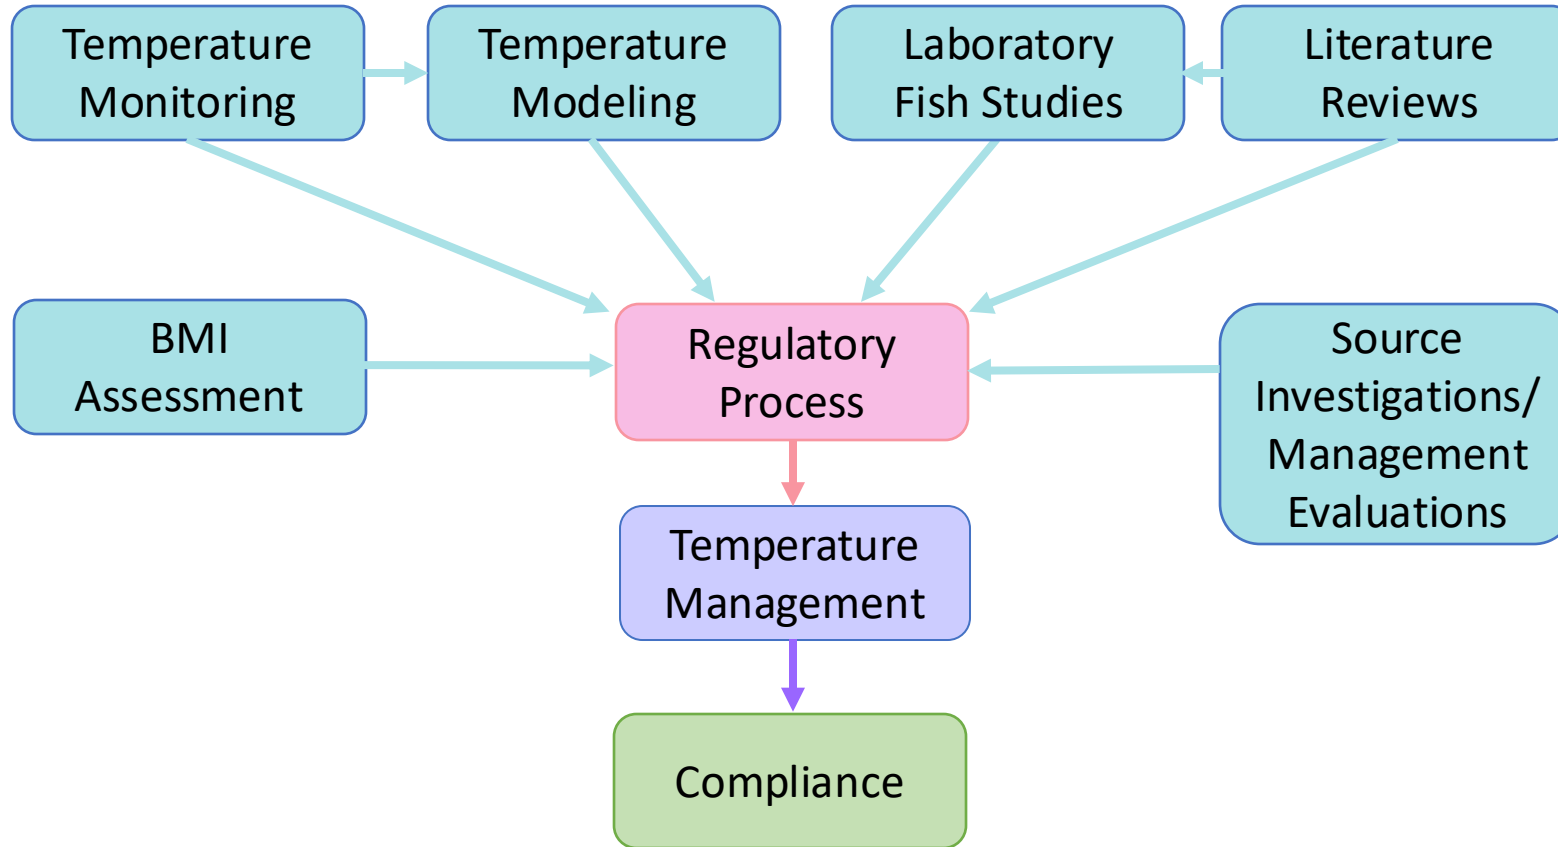 Temperature
Monitoring
Temperature
Modeling
Laboratory
Fish Studies
Literature
Reviews
BMI
Assessment
Regulatory
Process
Source
Investigations/
Management
Evaluations
Temperature
Management
Compliance